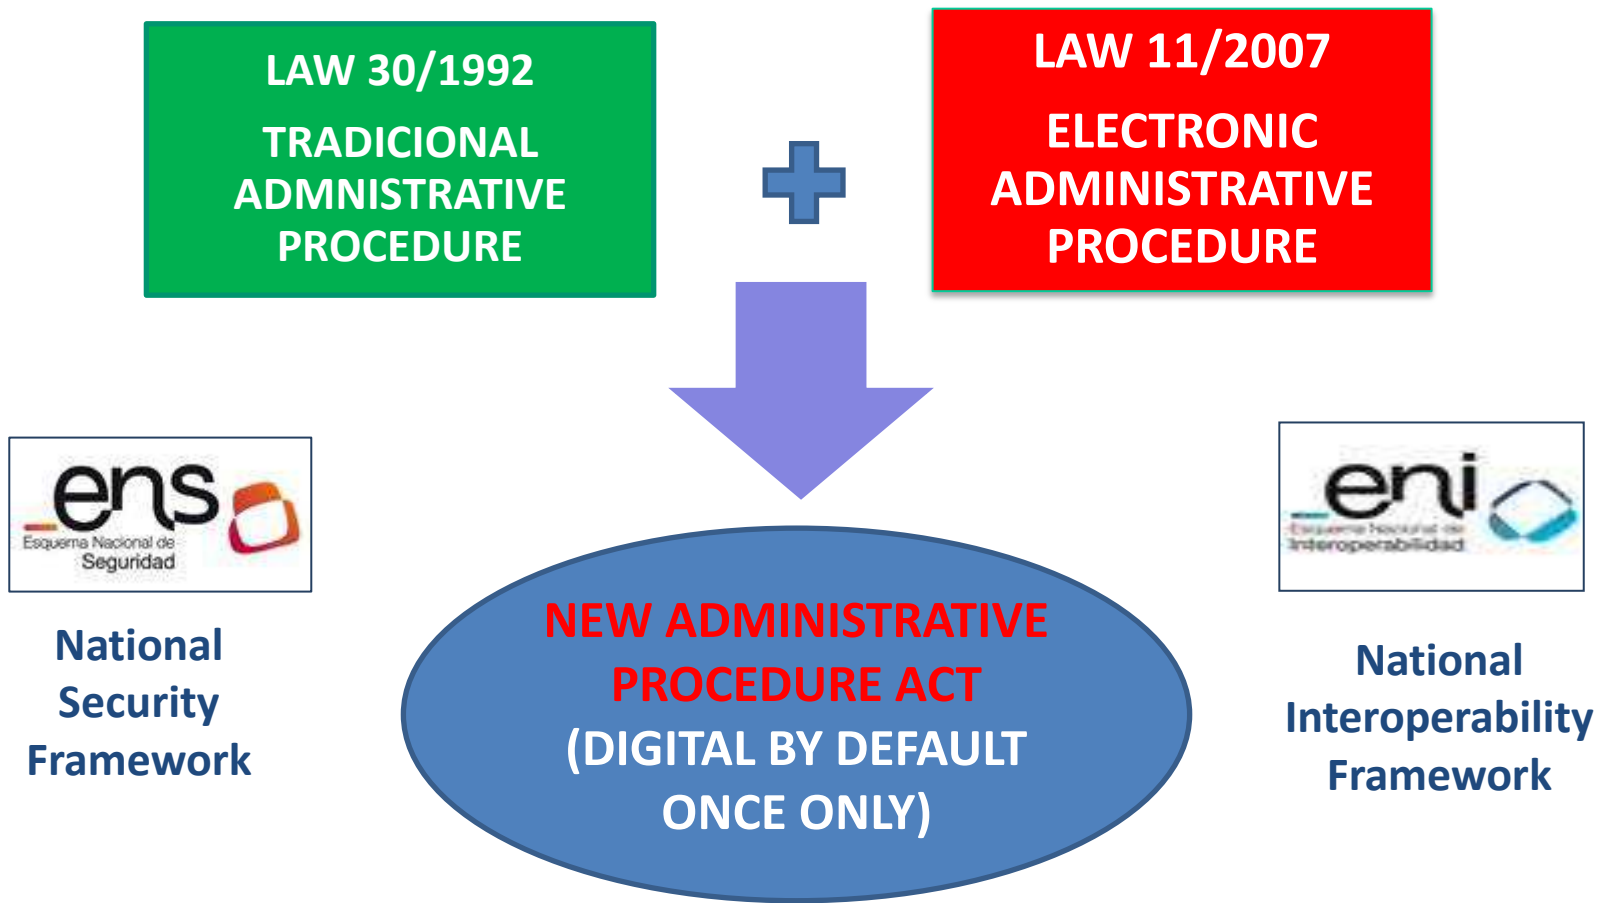 LAW 30/1992
TRADICIONAL
ADMNISTRATIVE
PROCEDURE
LAW 11/2007
ELECTRONIC
ADMINISTRATIVE
PROCEDURE
ens
Esquema Nacional de
Seguridad
National
Security
Framework
eni
Esquema Nacional de
Interoperabilidad
National
Interoperability
Framework
NEW ADMINISTRATIVE
PROCEDURE ACT
(DIGITAL BY DEFAULT
ONCE ONLY)